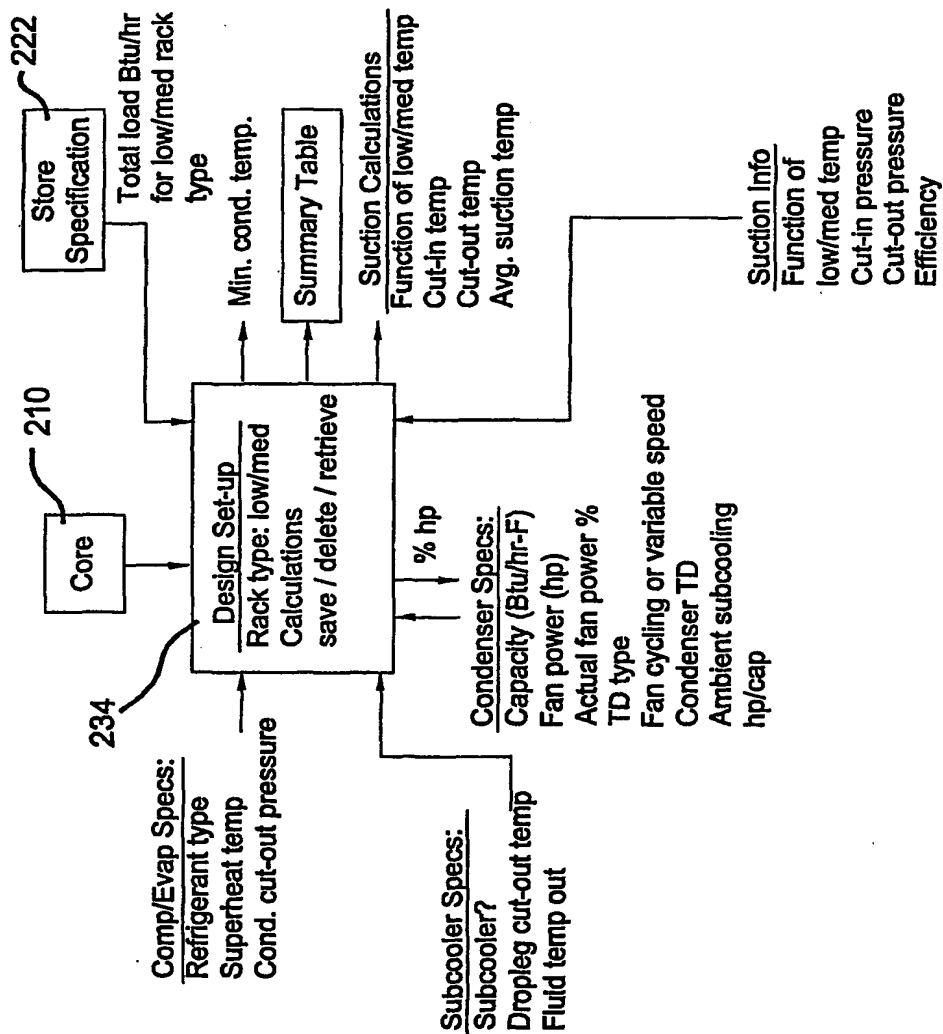 222
Store
Specification
Total load Btu/hr
for low/med rack
type
210
Core
234
Design Set-up
Rack type: low/med
Calculations
save / delete / retrieve
Min. cond. temp.
Summary Table
Suction Calculations
Function of low/med temp
Cut-in temp
Cut-out temp
Avg. suction temp
Comp/Evap Specs:
Refrigerant type
Superheat temp
Cond. cut-out pressure
% hp
Subcooler Specs:
Subcooler?
Dropleg cut-out temp
Fluid temp out
Condenser Specs:
Capacity (Btu/hr-F)
Fan power (hp)
Actual fan power %
TD type
Fan cycling or variable speed
Condenser TD
Ambient subcooling
hp/cap
Suction Info
Function of
low/med temp
Cut-in pressure
Cut-out pressure
Efficiency